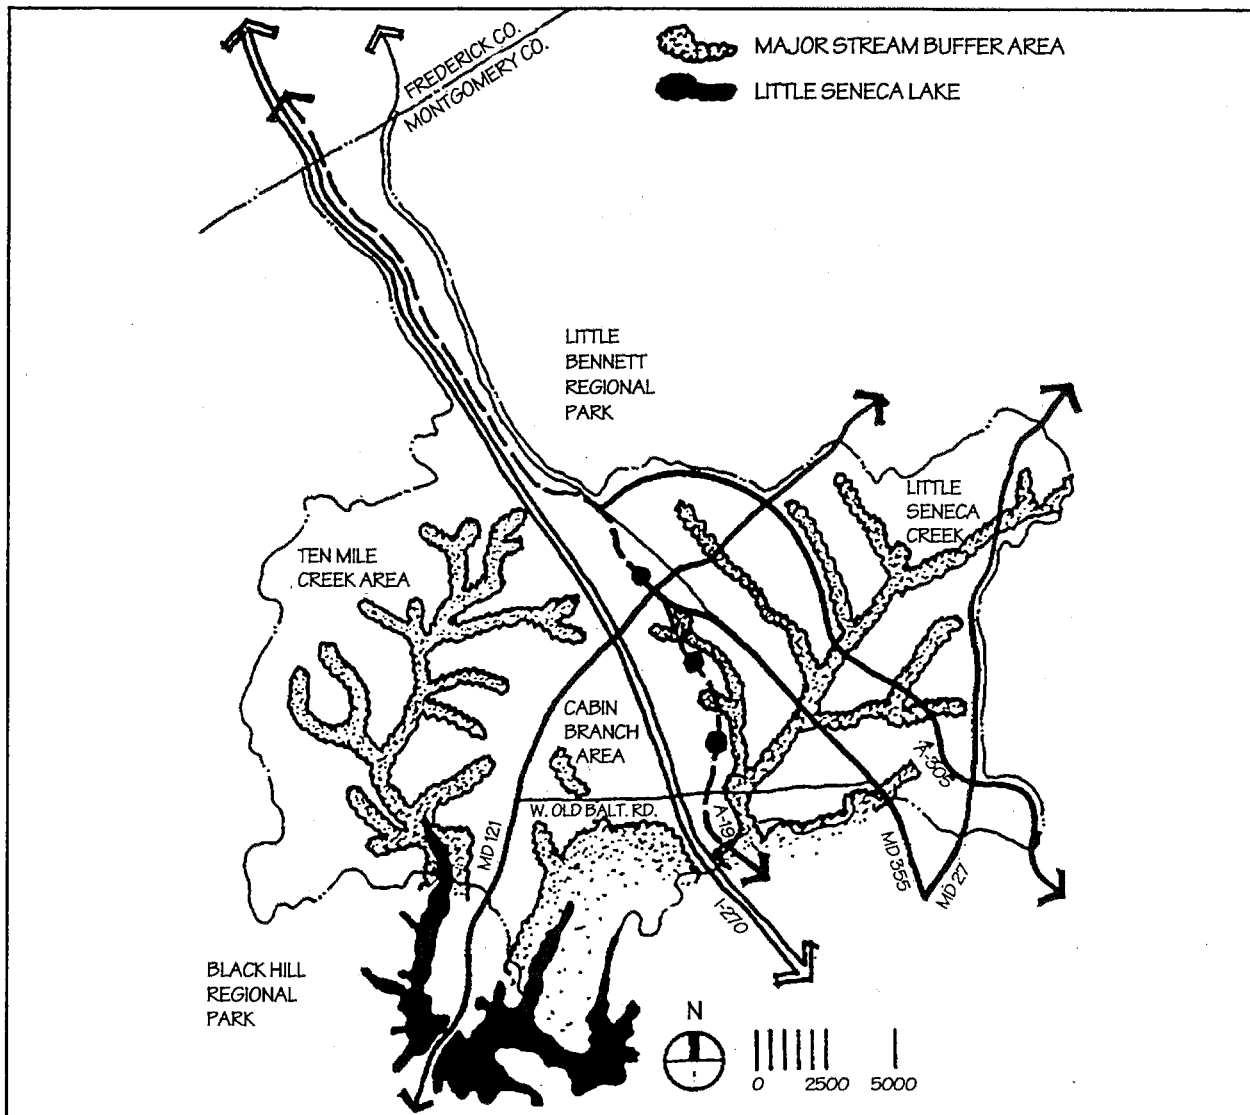 FREDERICK CO.
MONTGOMERY CO.
MAJOR STREAM BUFFER AREA
LITTLE SENECA LAKE
LITTLE
BENNETT
REGIONAL
PARK
LITTLE
SENECA
CREEK
TEN MILE
CREEK AREA
CABIN
BRANCH
AREA
W. OLD BALT. RD.
MD 121
A-19
A-305
MD 355
MD 27
I-270
BLACK HILL
REGIONAL
PARK
N
0 2500 5000